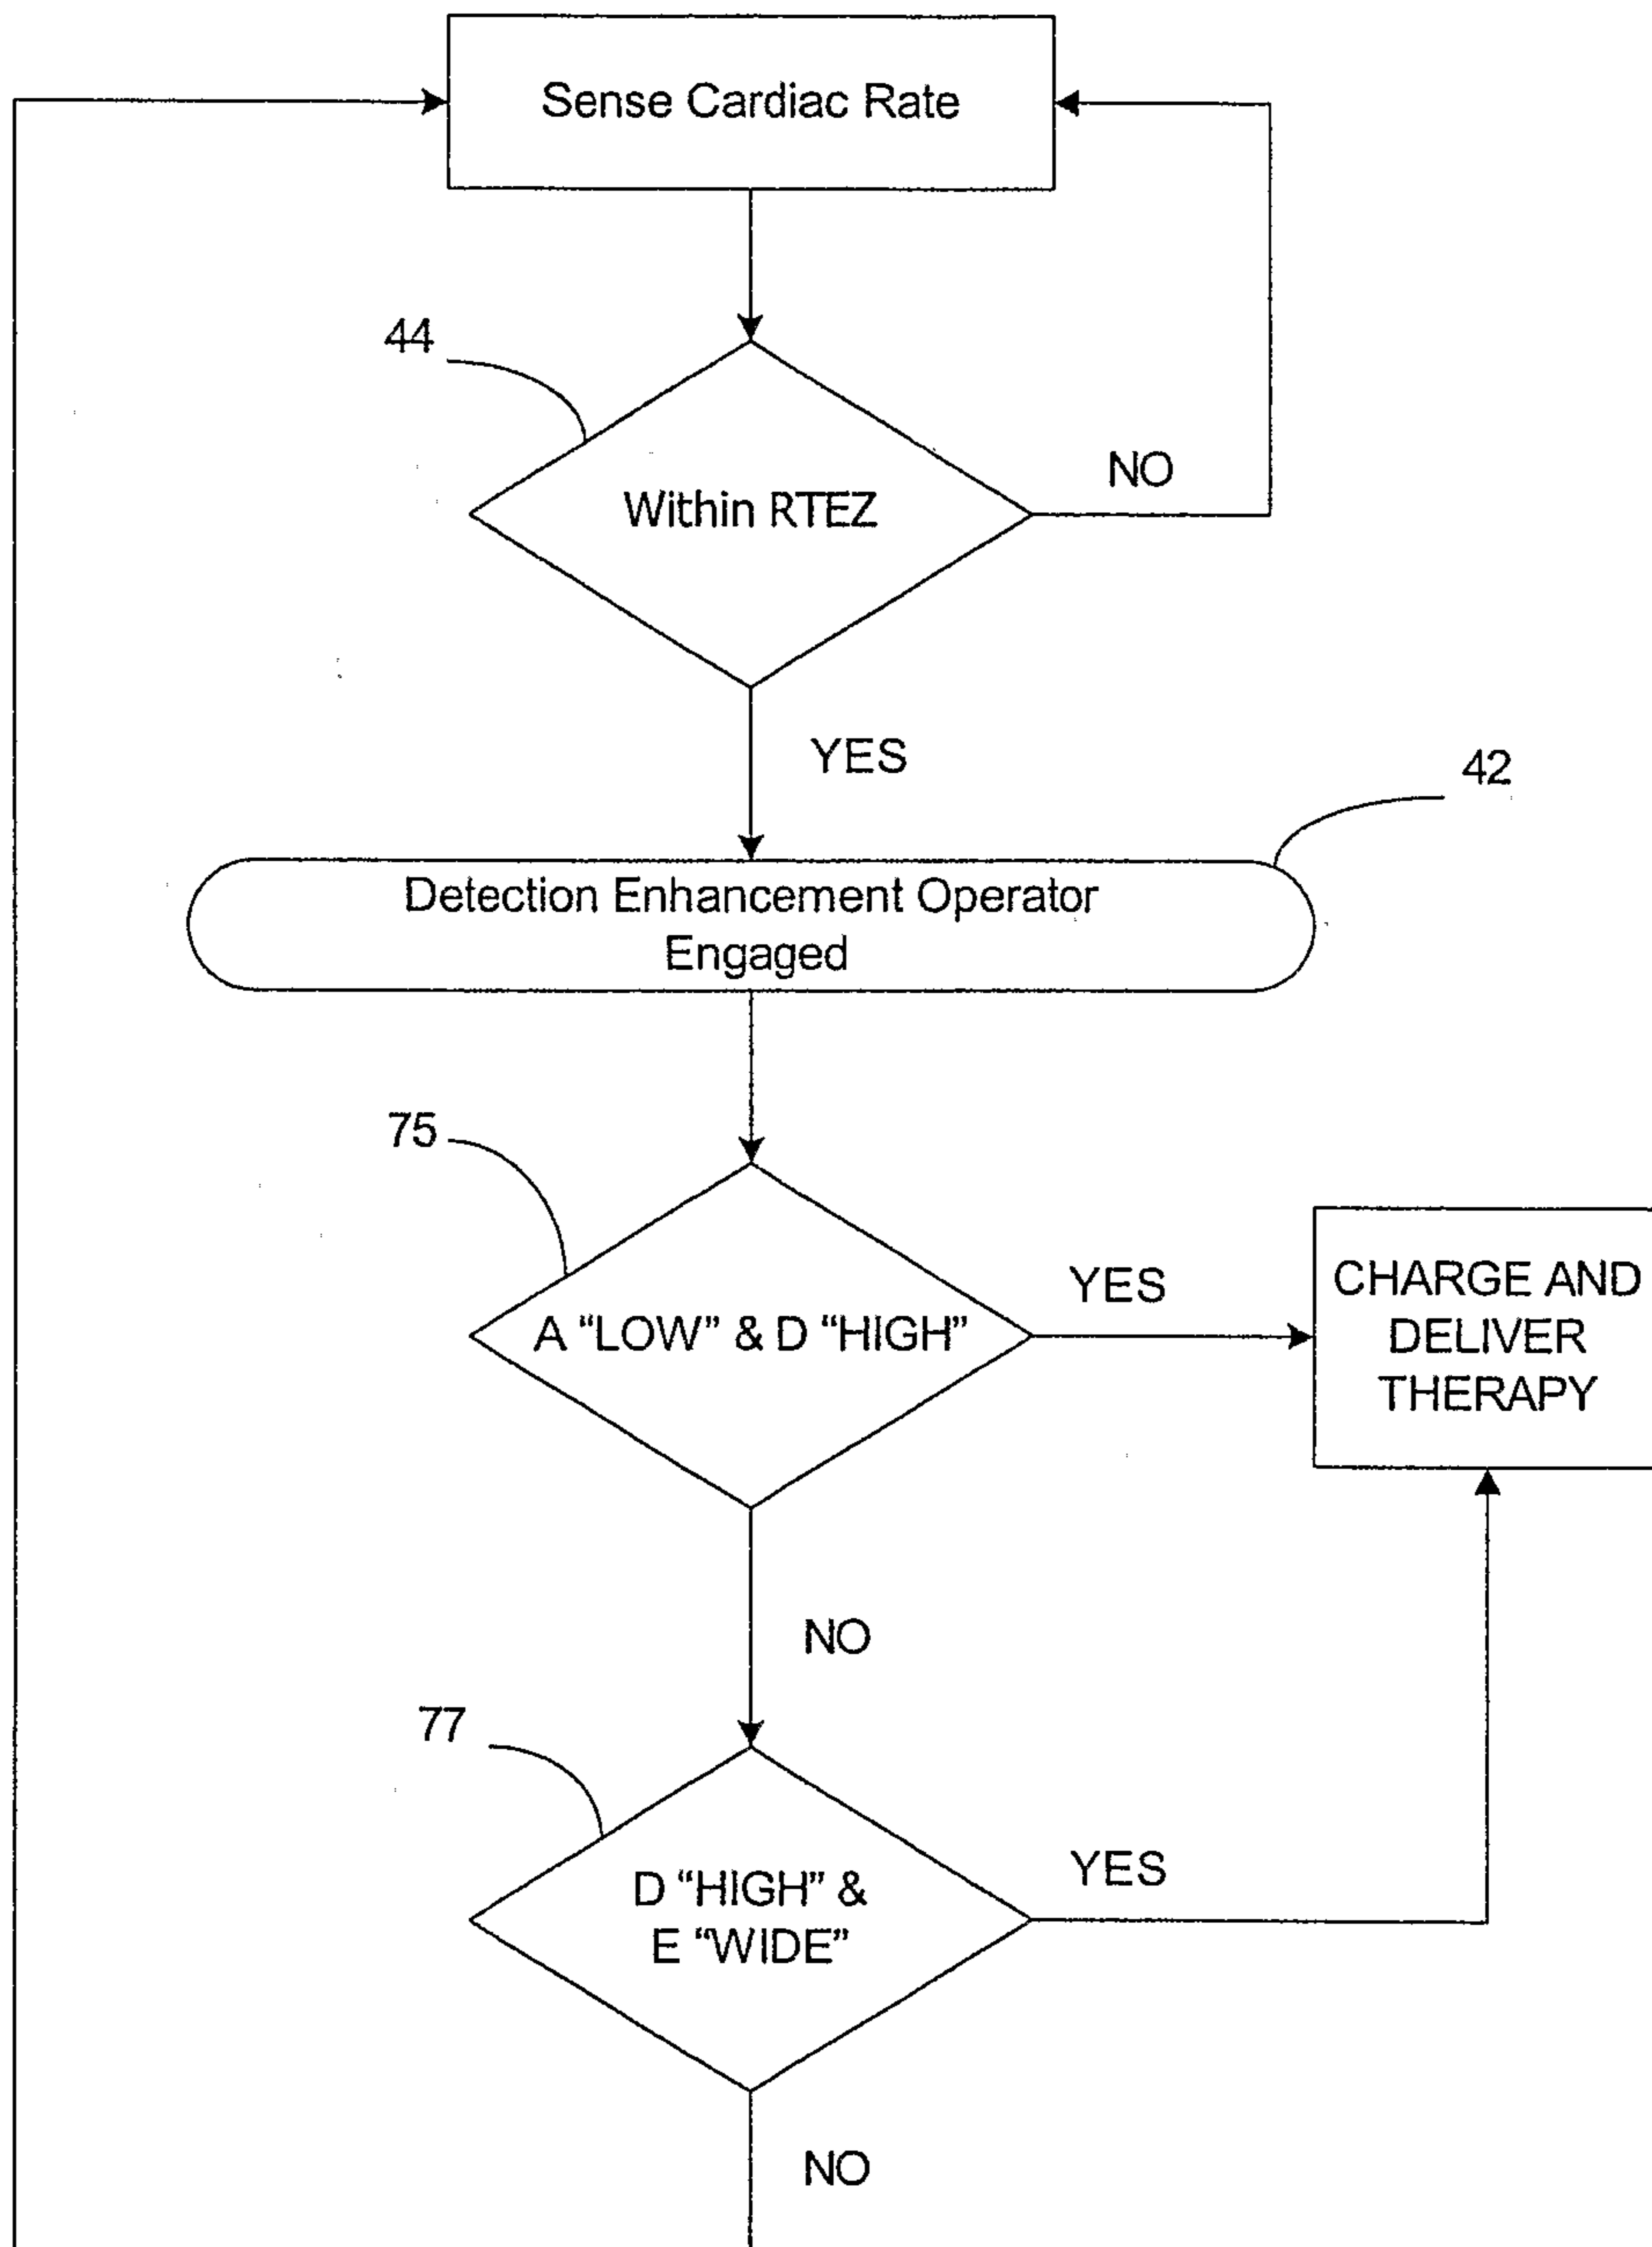 Sense Cardiac Rate
44
Within RTEZ
NO
YES
42
Detection Enhancement Operator
Engaged
75
A “LOW” & D “HIGH”
YES
CHARGE AND
DELIVER
THERAPY
NO
77
D “HIGH” &
E “WIDE”
YES
NO